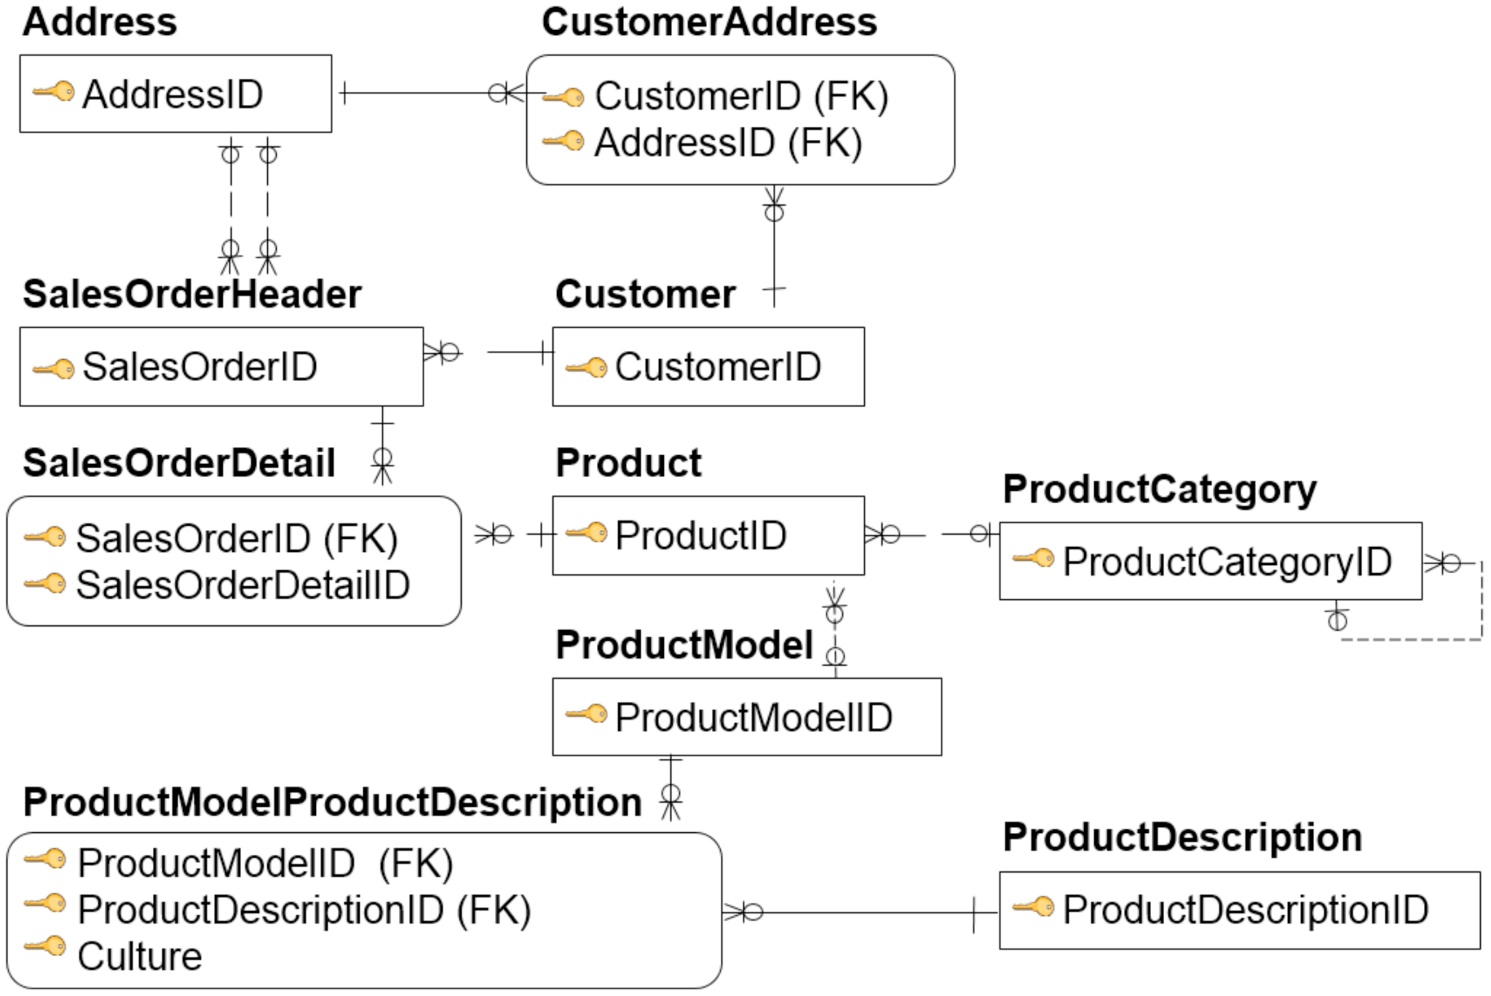 Address
AddressID
CustomerAddress
CustomerID (FK)
AddressID (FK)
SalesOrderHeader
SalesOrderID
Customer
CustomerID
SalesOrderDetail
SalesOrderID (FK)
SalesOrderDetailID
Product
ProductID
ProductCategory
ProductCategoryID
ProductModel
ProductModelID
ProductModelProductDescription
ProductModelID (FK)
ProductDescriptionID (FK)
Culture
ProductDescription
ProductDescriptionID